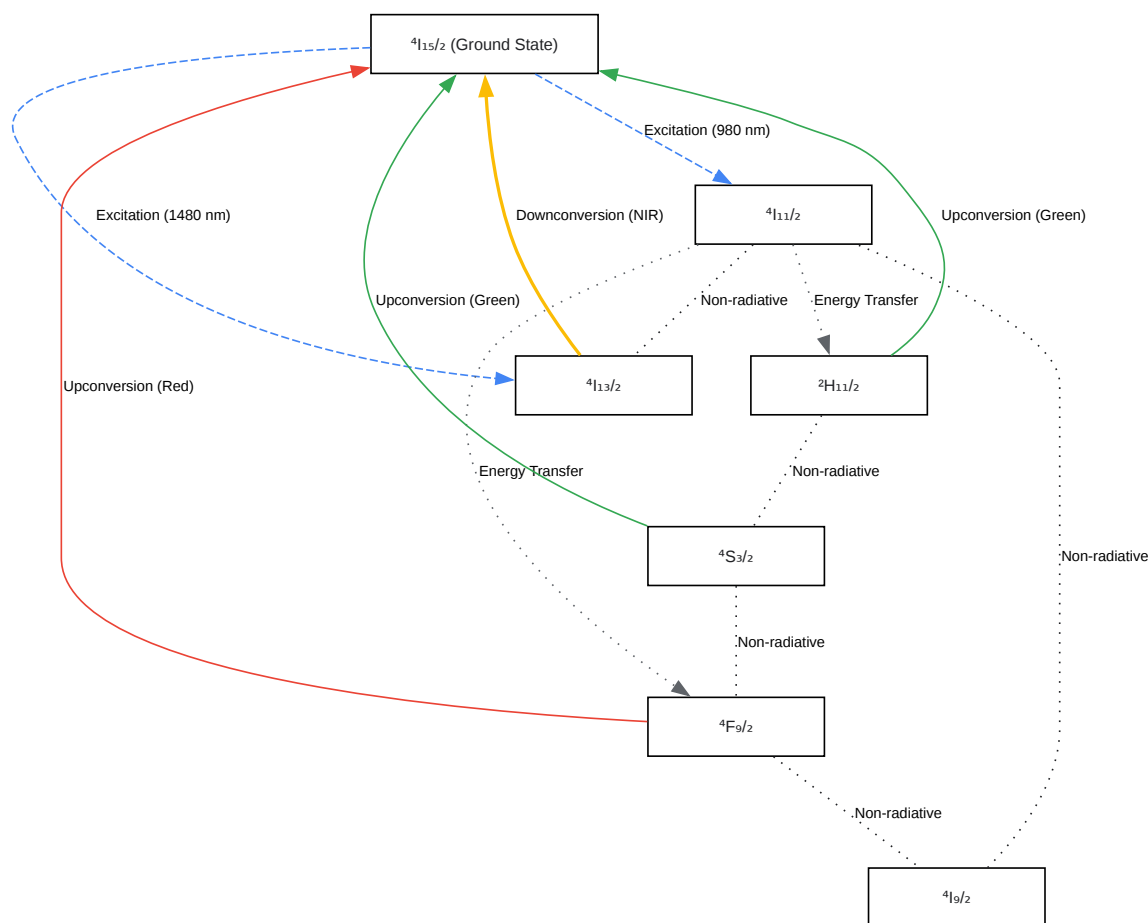 ⁴I₁₅/₂ (Ground State)
Excitation (980 nm)
⁴I₁₁/₂
Excitation (1480 nm)
Downconversion (NIR)
Upconversion (Green)
Upconversion (Green)
Non-radiative
Energy Transfer
Upconversion (Red)
⁴I₁₃/₂
²H₁₁/₂
Energy Transfer
Non-radiative
⁴S₃/₂
Non-radiative
Non-radiative
⁴F₉/₂
Non-radiative
⁴I₉/₂